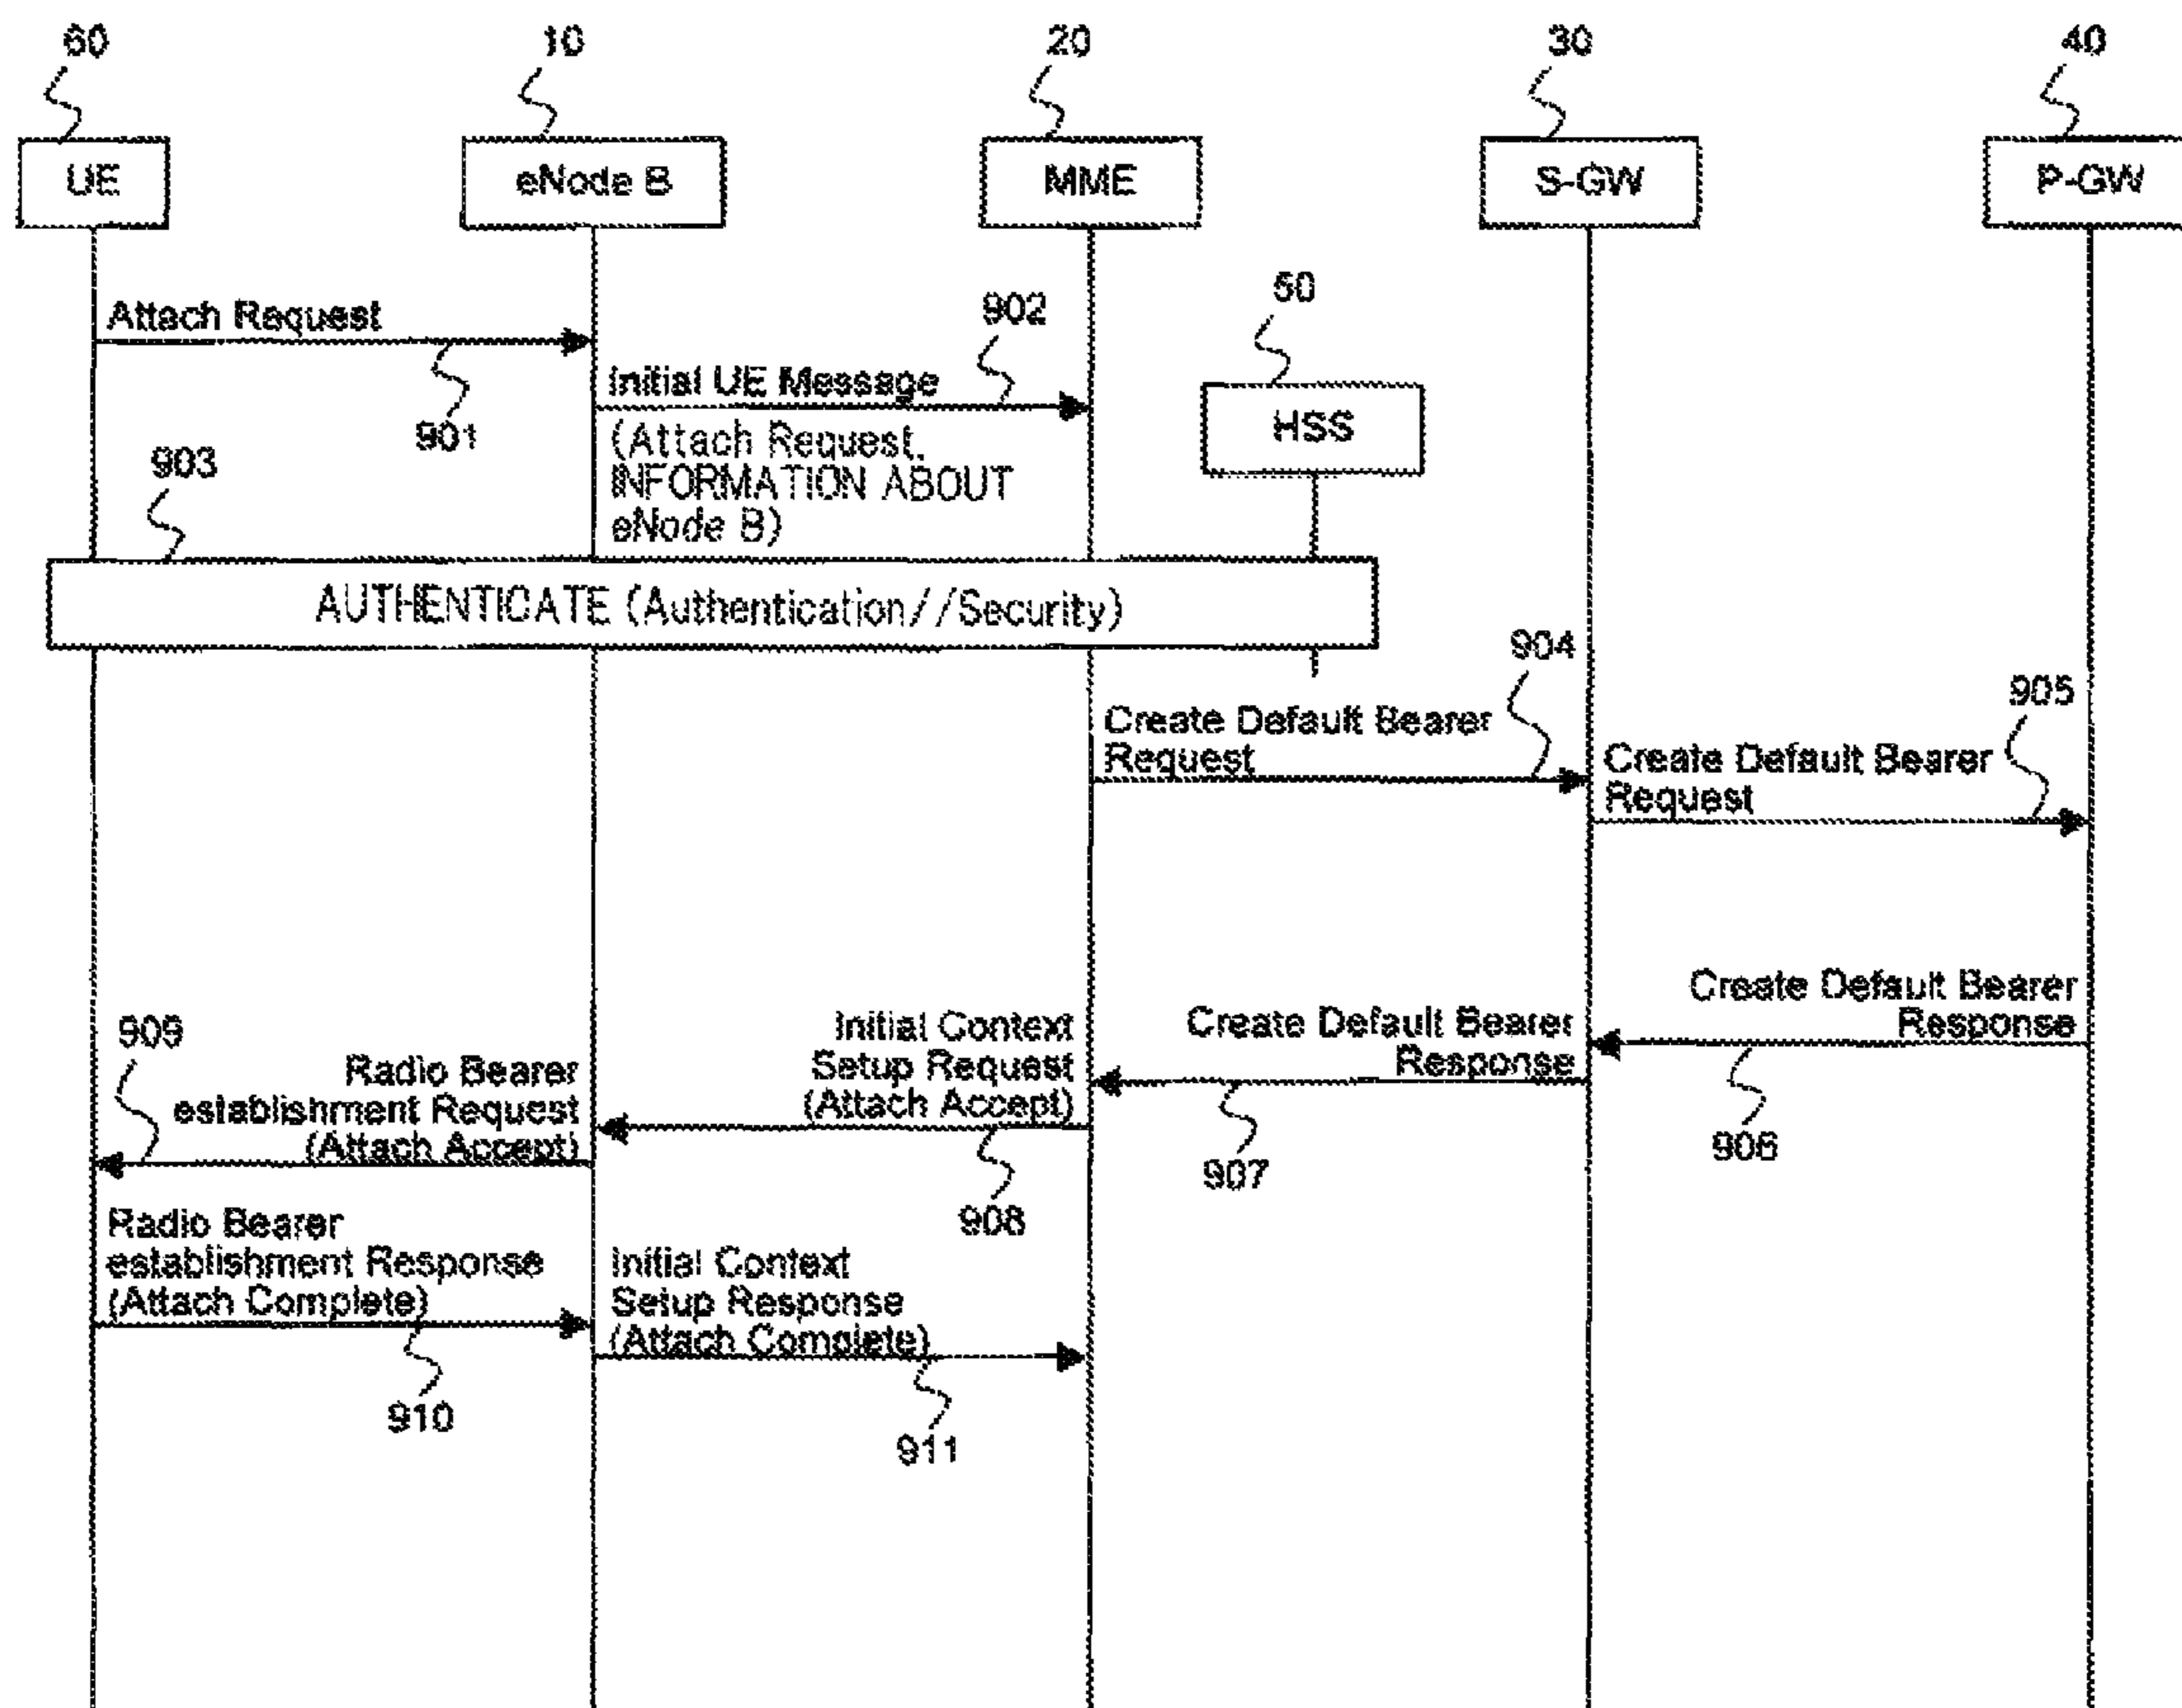 60
10
20
30
40
UE
eNode B
MME
S-GW
P-GW
Attach Request
901
902
Initial UE Message
(Attach Request,
INFORMATION ABOUT
eNode B)
50
HSS
903
AUTHENTICATE (Authentication//Security)
904
Create Default Bearer
Request
905
Create Default Bearer
Request
Create Default Bearer
Response
906
Create Default Bearer
Response
907
Initial Context
Setup Request
(Attach Accept)
908
909
Radio Bearer
establishment Request
(Attach Accept)
Radio Bearer
establishment Response
(Attach Complete)
910
Initial Context
Setup Response
(Attach Complete)
911